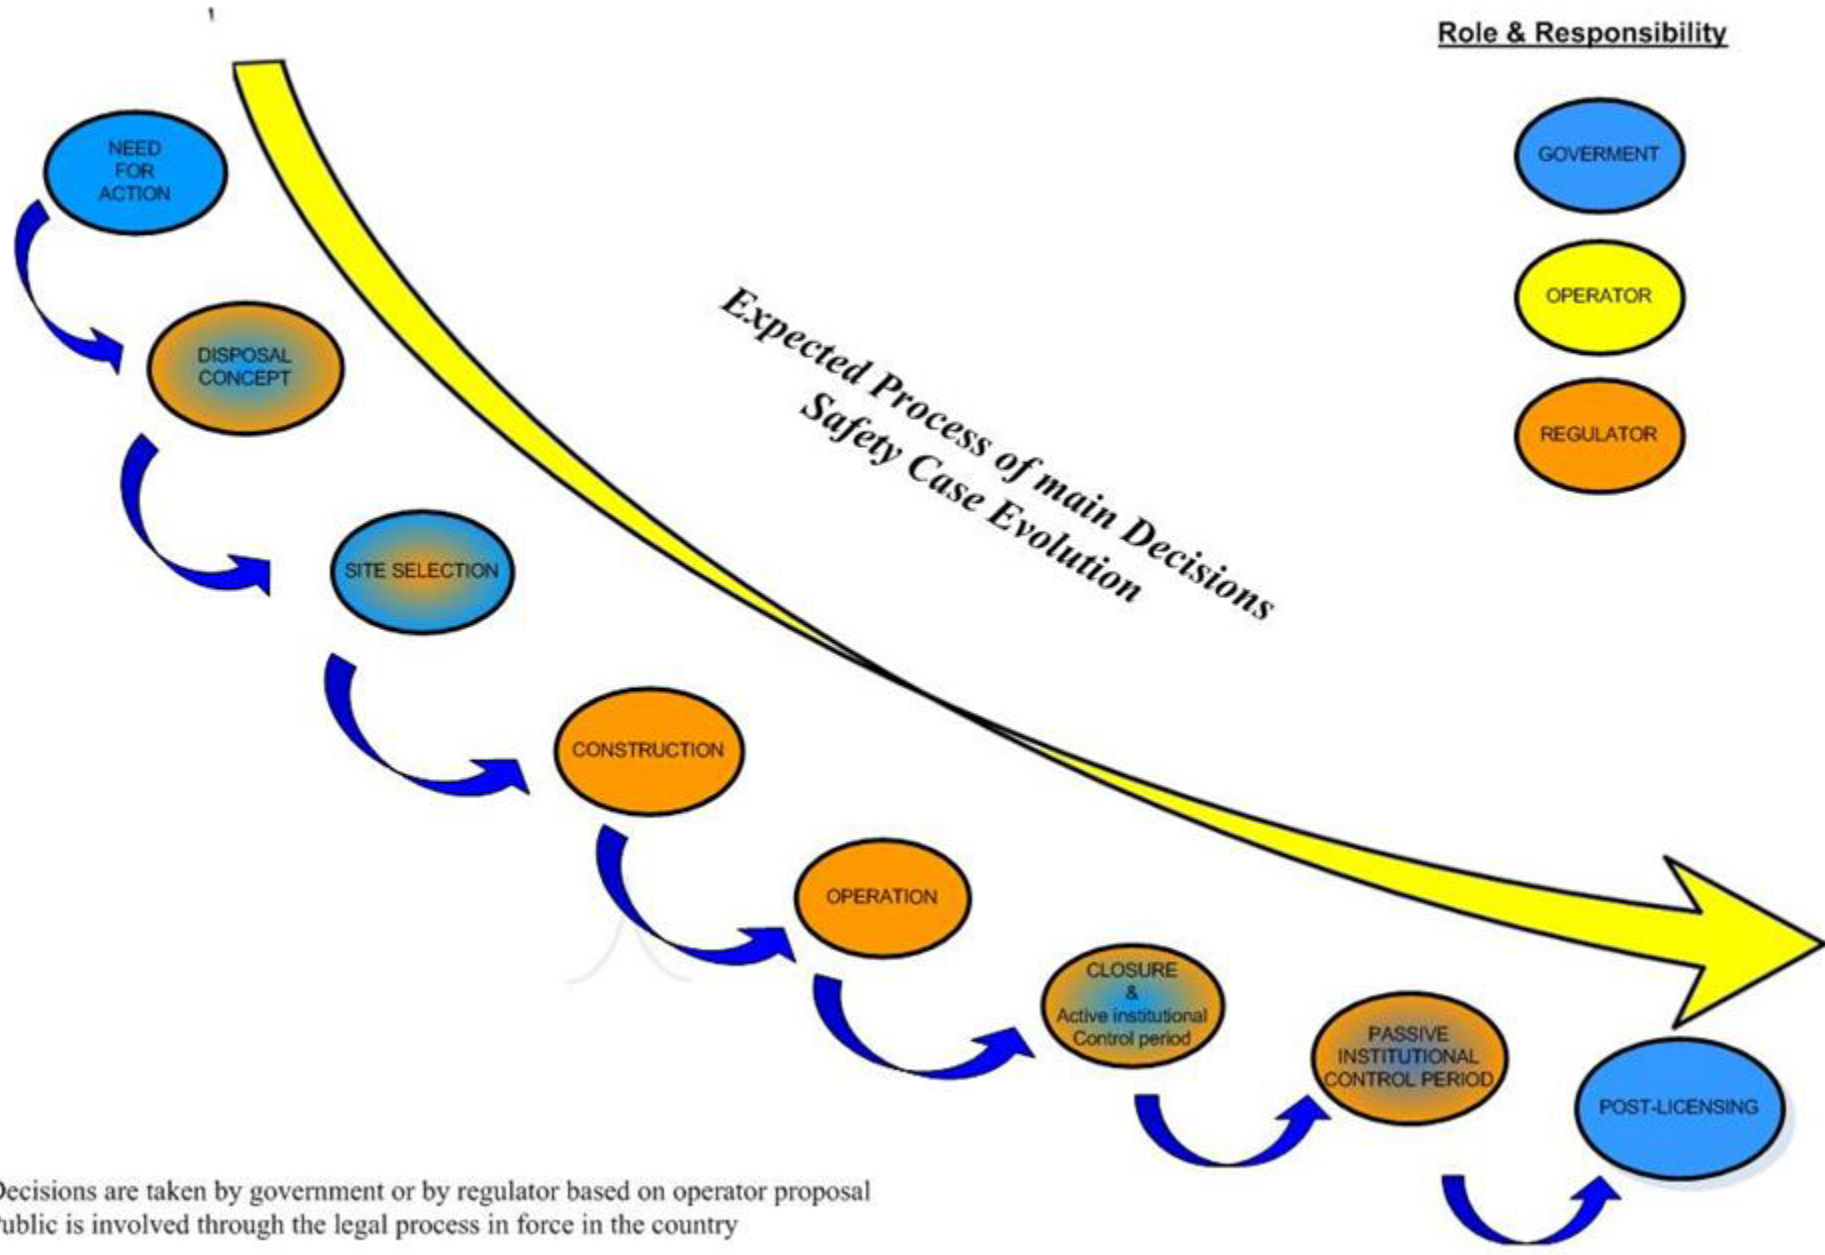 Role & Responsibility
GOVERMENT
OPERATOR
REGULATOR
NEED
FOR
ACTION
DISPOSAL
CONCEPT
SITE SELECTION
CONSTRUCTION
OPERATION
CLOSURE
&
Active institutional
Control period
PASSIVE
INSTITUTIONAL
CONTROL PERIOD
POST-LICENSING
Expected Process of main Decisions
Safety Case Evolution
Decisions are taken by government or by regulator based on operator proposal
Public is involved through the legal process in force in the country